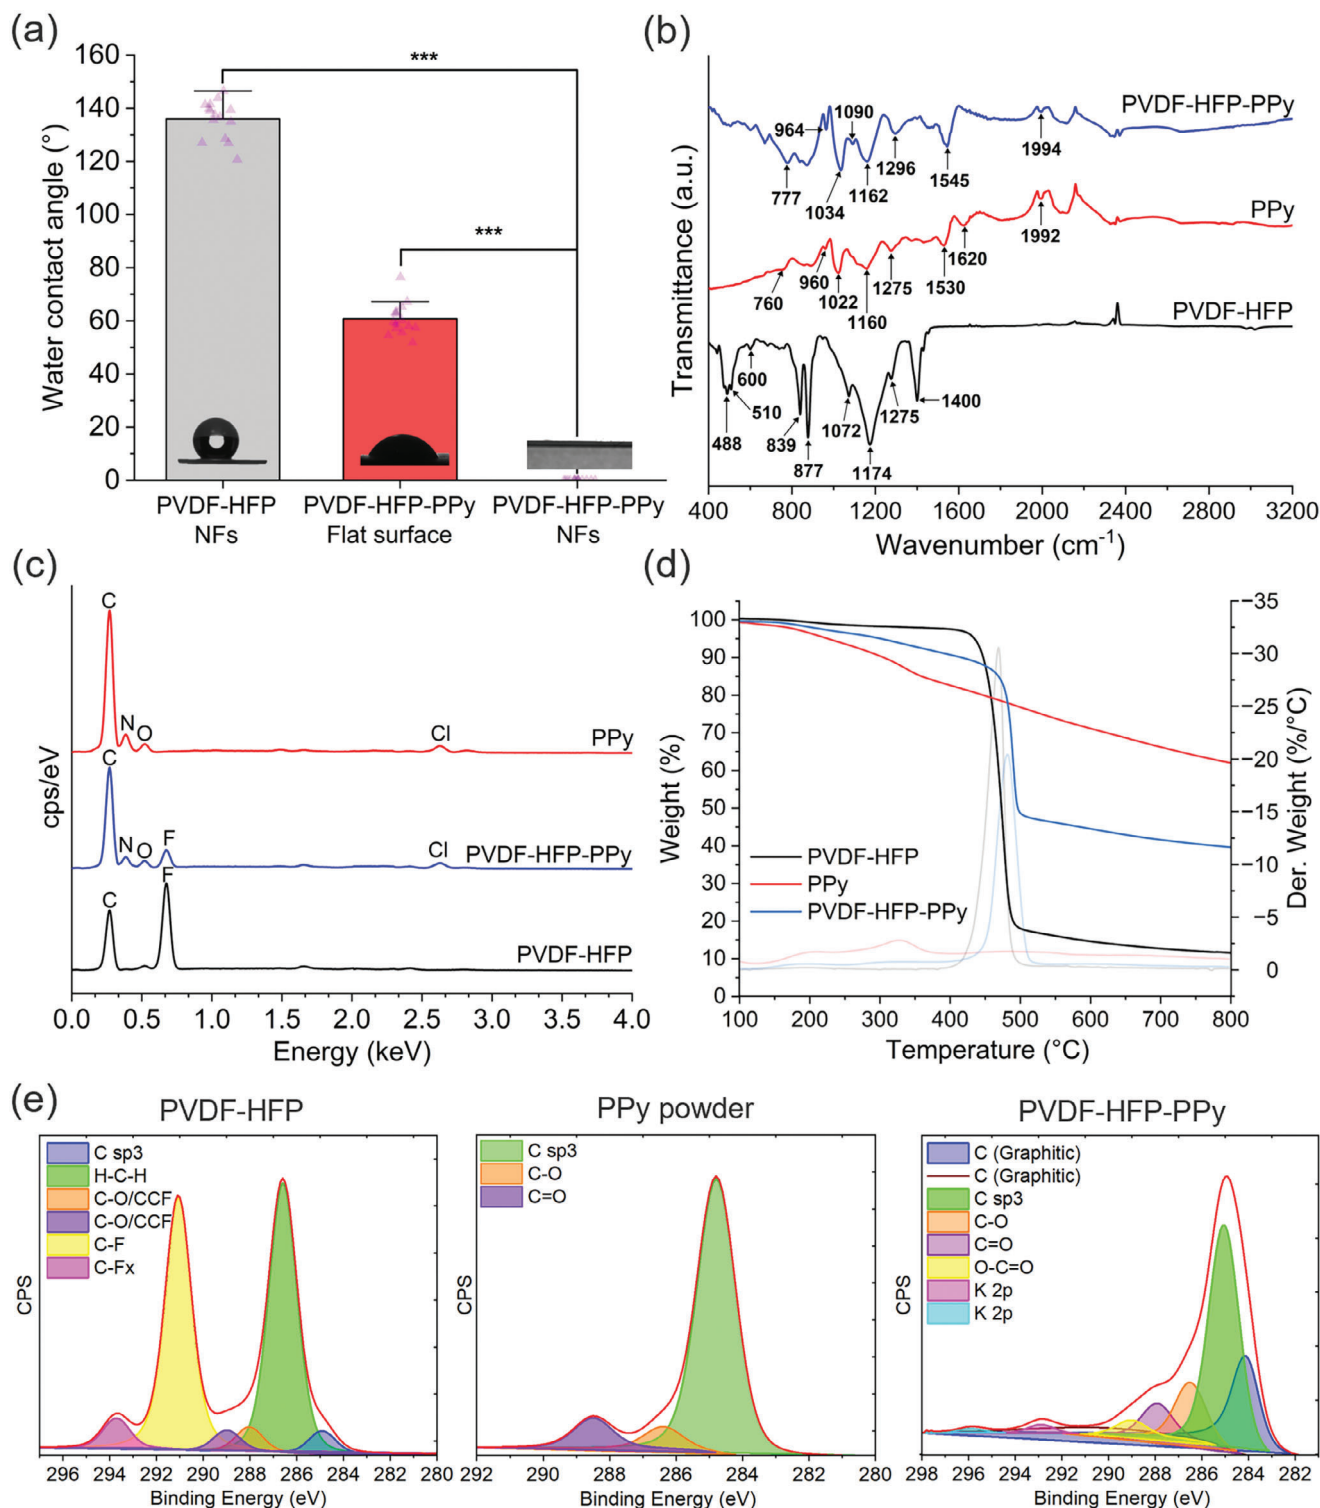 (a)
160
140
120
100
80
60
40
20
0
Water contact angle (°)
***
***
PVDF-HFP
NFs
PVDF-HFP-PPy
Flat surface
PVDF-HFP-PPy
NFs
(b)
Transmittance (a.u.)
PVDF-HFP-PPy
964
1090
777
1034
1162
1296
1545
1994
PPy
760
960
1022
1160
1275
1530
1620
1992
PVDF-HFP
488
510
600
839
877
1072
1174
1275
1400
400 800 1200 1600 2000 2400 2800 3200
Wavenumber (cm⁻¹)
(c)
cps/eV
C
N
O
Cl
PPy
C
N
O
F
Cl
PVDF-HFP-PPy
C
F
PVDF-HFP
0.0 0.5 1.0 1.5 2.0 2.5 3.0 3.5 4.0
Energy (keV)
(d)
100
90
80
70
60
50
40
30
20
10
0
Weight (%)
PVDF-HFP
PPy
PVDF-HFP-PPy
−35
−30
−25
−20
−15
−10
−5
0
Der. Weight (%/°C)
100 200 300 400 500 600 700 800
Temperature (°C)
(e)
PVDF-HFP
C sp3
H-C-H
C-O/CCF
C-O/CCF
C-F
C-Fx
CPS
296 294 292 290 288 286 284 282 280
Binding Energy (eV)
PPy powder
C sp3
C-O
C=O
CPS
292 290 288 286 284 282 280
Binding Energy (eV)
PVDF-HFP-PPy
C (Graphitic)
C (Graphitic)
C sp3
C-O
C=O
O-C=O
K 2p
K 2p
CPS
298 296 294 292 290 288 286 284 282
Binding Energy (eV)